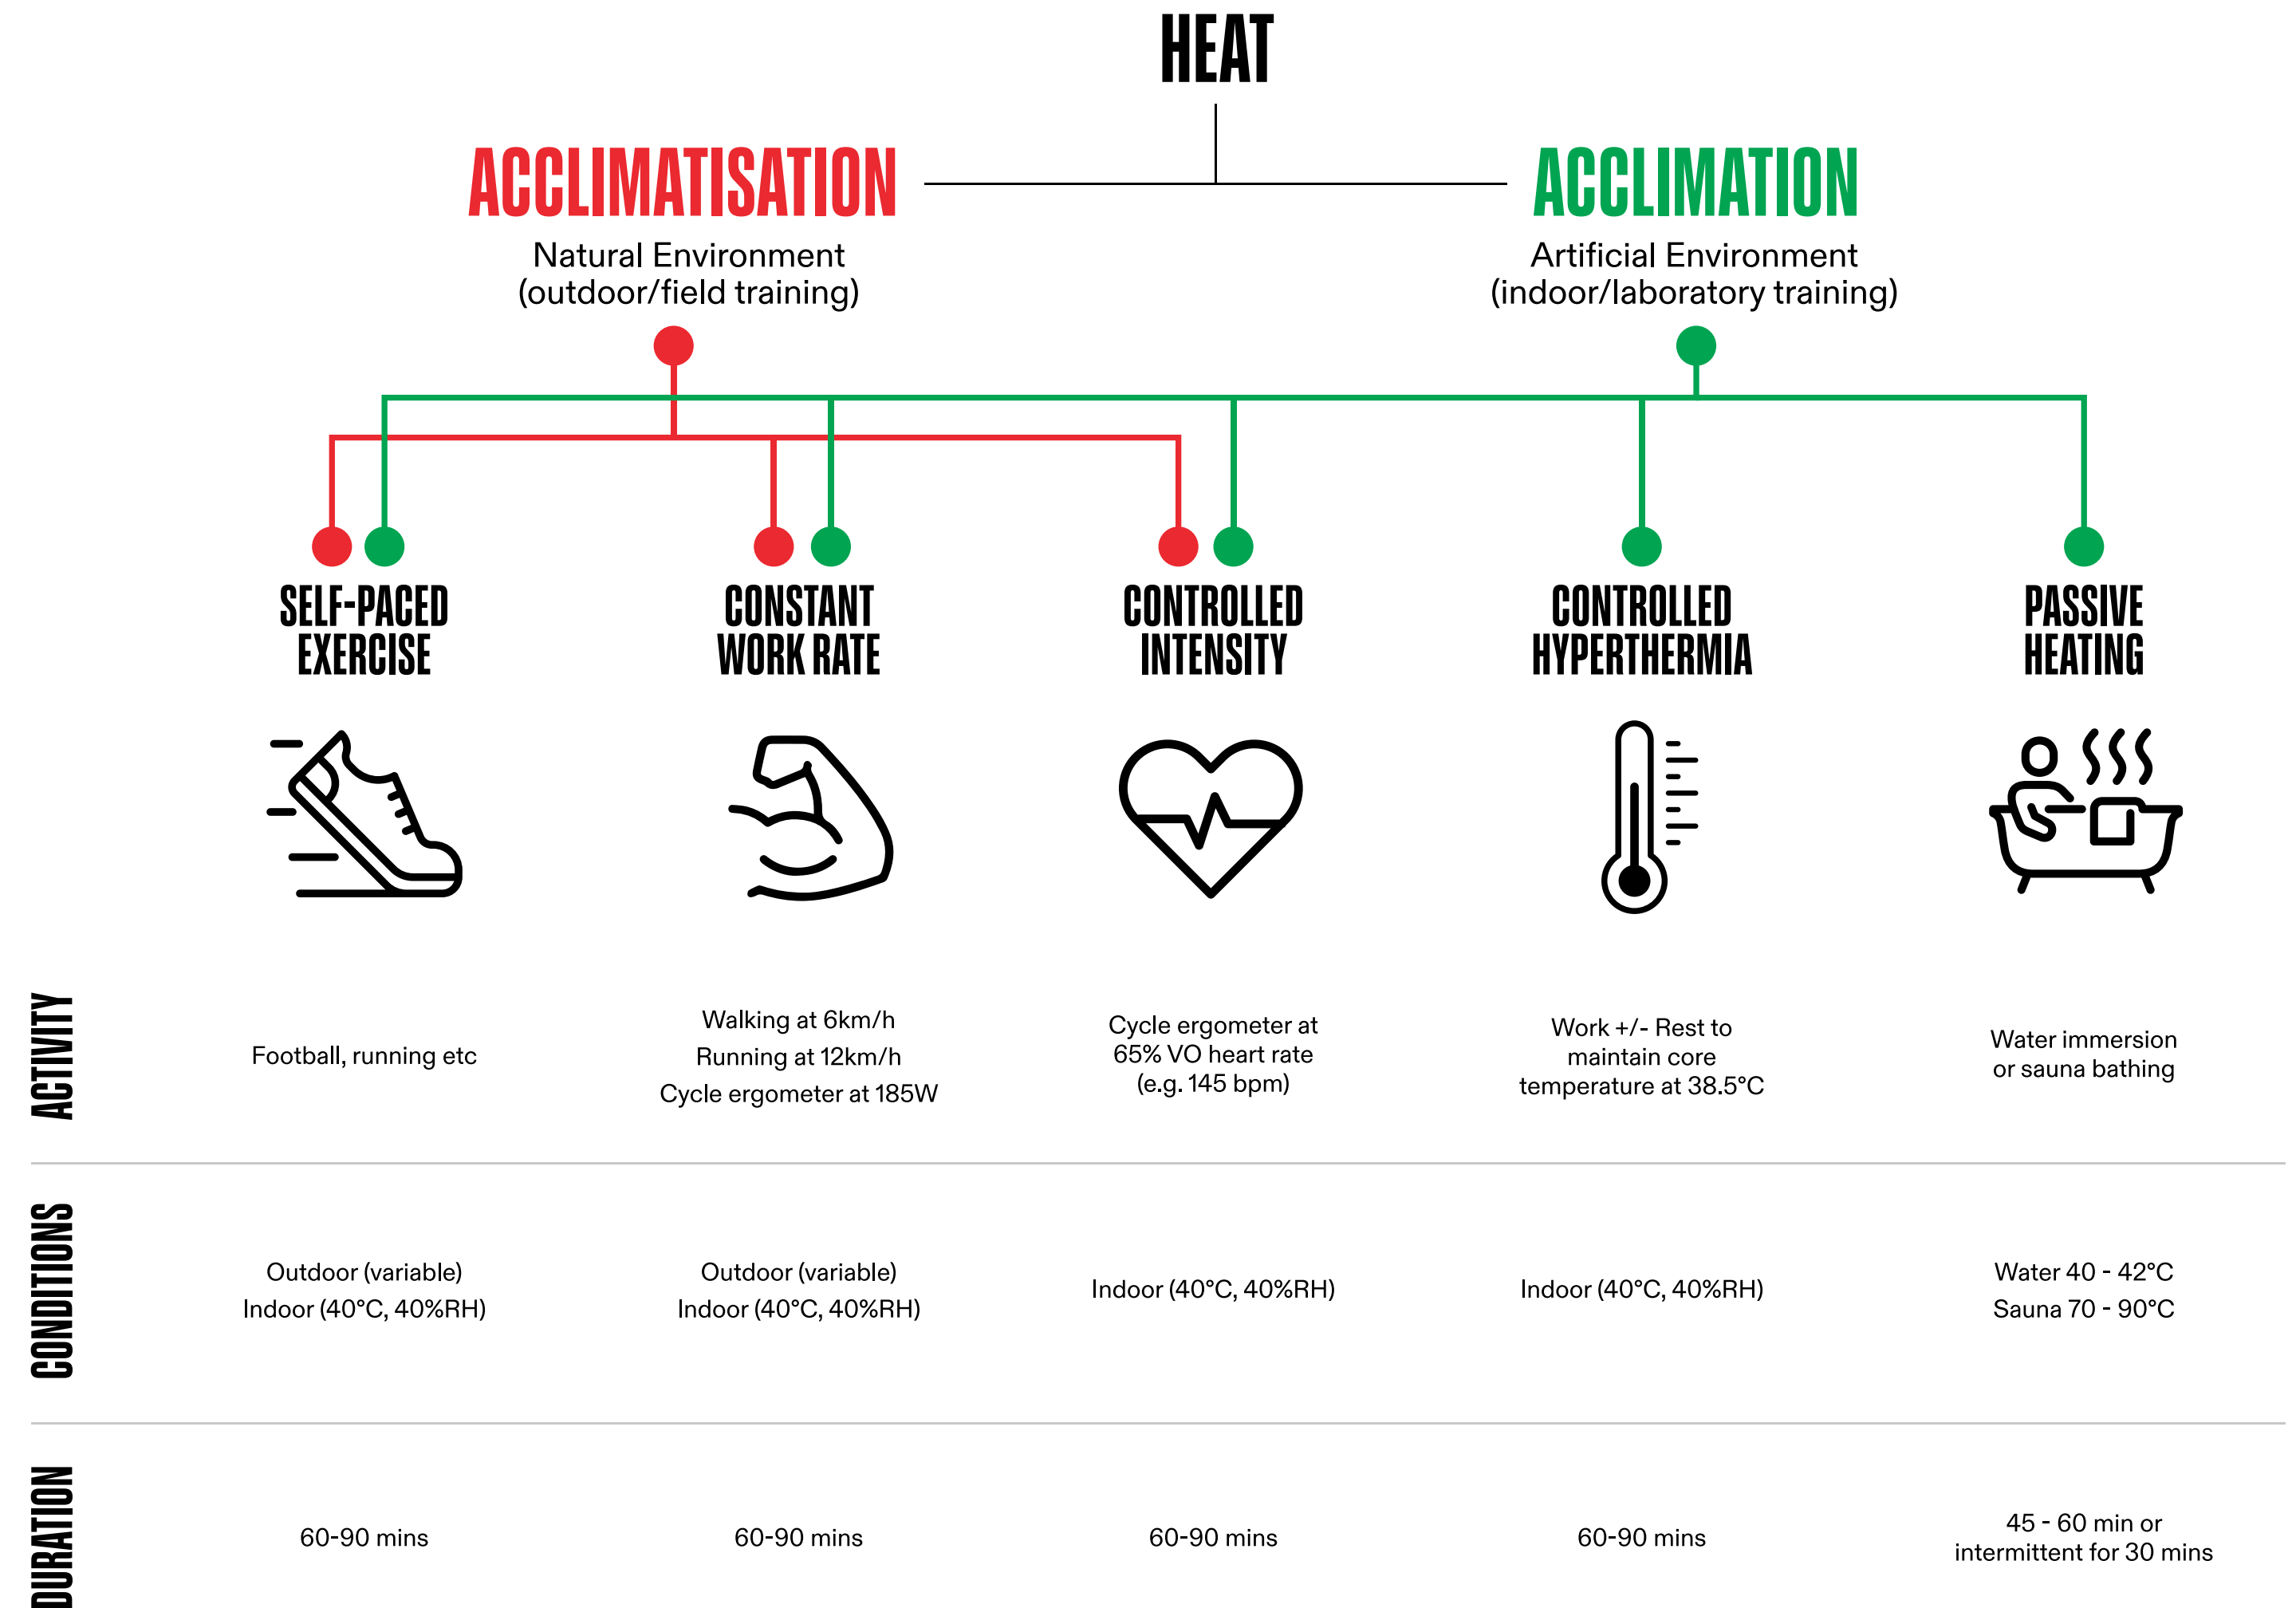 HEAT
ACCLIMATISATION
Natural Environment
(outdoor/field training)
ACCLIMATION
Artificial Environment
(indoor/laboratory training)
SELF-PACED
EXERCISE
CONSTANT
WORK RATE
CONTROLLED
INTENSITY
CONTROLLED
HYPERTHERMIA
PASSIVE
HEATING
ACTIVITY
Football, running etc
Walking at 6km/h
Running at 12km/h
Cycle ergometer at 185W
Cycle ergometer at
65% VO heart rate
(e.g. 145 bpm)
Work +/- Rest to
maintain core
temperature at 38.5°C
Water immersion
or sauna bathing
CONDITIONS
Outdoor (variable)
Indoor (40°C, 40%RH)
Outdoor (variable)
Indoor (40°C, 40%RH)
Indoor (40°C, 40%RH)
Indoor (40°C, 40%RH)
Water 40 - 42°C
Sauna 70 - 90°C
DURATION
60-90 mins
60-90 mins
60-90 mins
60-90 mins
45 - 60 min or
intermittent for 30 mins